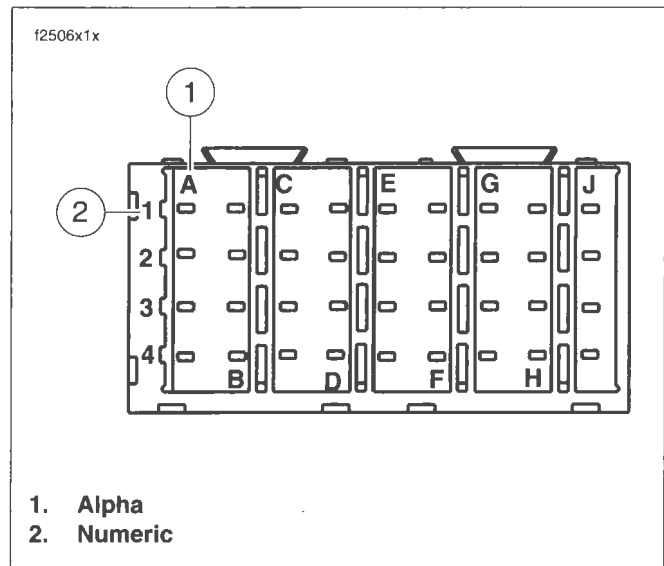 f2506x1x
1
A C E G J
2 1
2
3
4
B D F H
1. Alpha
2. Numeric